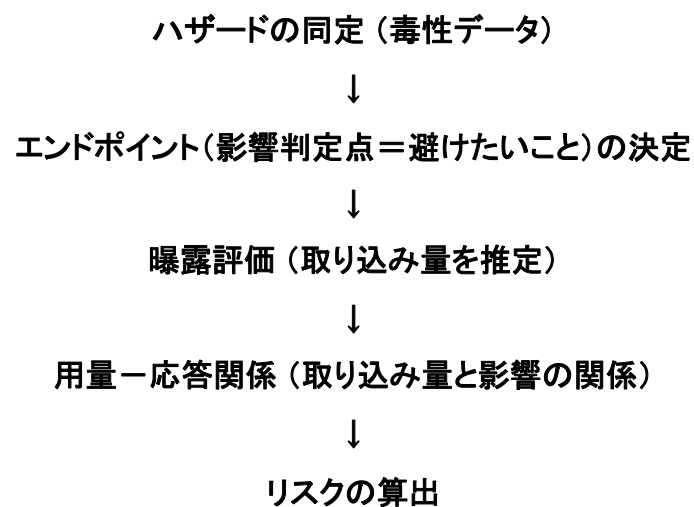 ハザードの同定（毒性データ）
↓
エンドポイント（影響判定点＝避けたいこと）の決定
↓
曝露評価（取り込み量を推定）
↓
用量－応答関係（取り込み量と影響の関係）
↓
リスクの算出